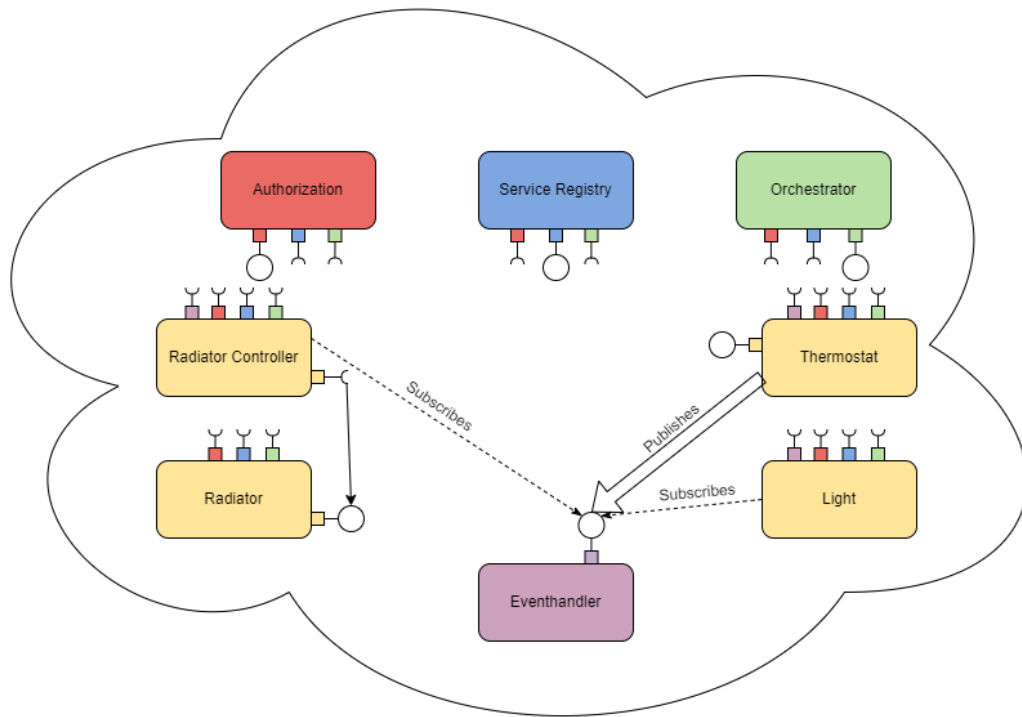 Authorization
Service Registry
Orchestrator
Radiator Controller
Thermostat
Subscribes
Publishes
Radiator
Subscribes
Light
Eventhandler